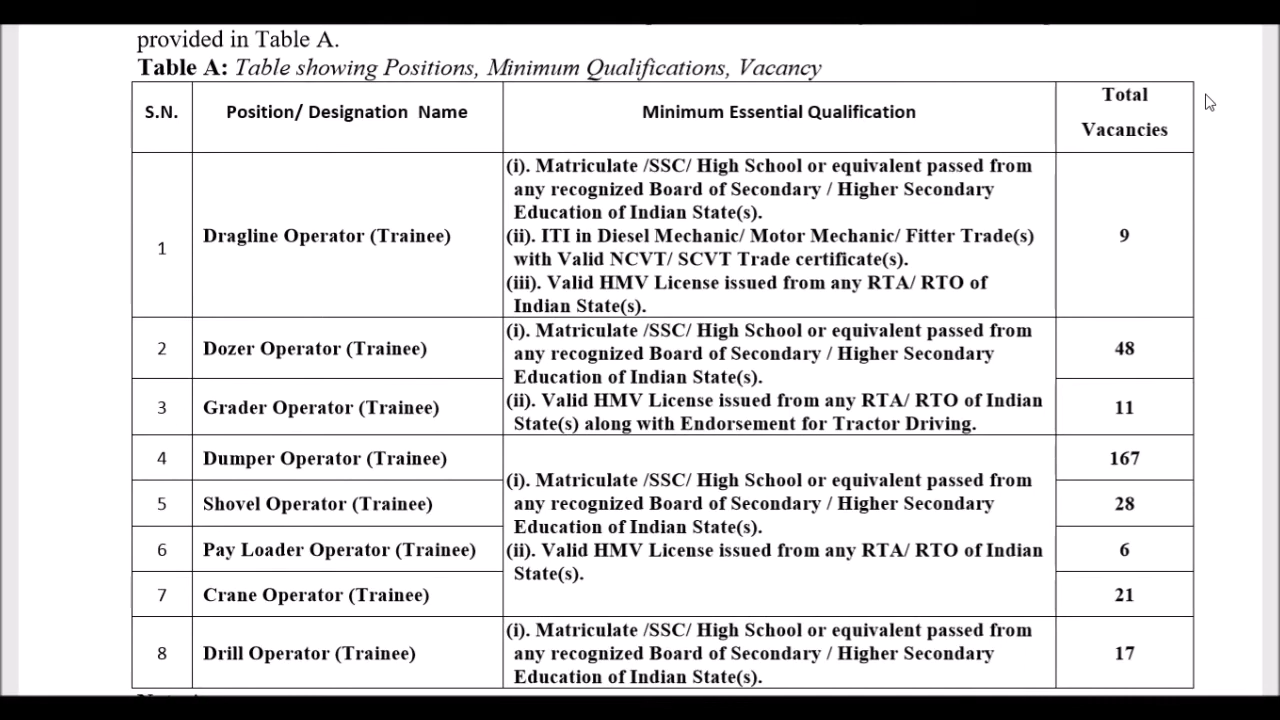 provided in Table A.
Table A: Table showing Positions, Minimum Qualifications, Vacancy
S.N.
Position/ Designation Name
Minimum Essential Qualification
Total
Vacancies
1
Dragline Operator (Trainee)
(i). Matriculate /SSC/ High School or equivalent passed from
any recognized Board of Secondary / Higher Secondary
Education of Indian State(s).
(ii). ITI in Diesel Mechanic/ Motor Mechanic/ Fitter Trade(s)
with Valid NCVT/ SCVT Trade certificate(s).
(iii). Valid HMV License issued from any RTA/ RTO of
Indian State(s).
9
2
Dozer Operator (Trainee)
(i). Matriculate /SSC/ High School or equivalent passed from
any recognized Board of Secondary / Higher Secondary
Education of Indian State(s).
(ii). Valid HMV License issued from any RTA/ RTO of Indian
State(s) along with Endorsement for Tractor Driving.
48
3
Grader Operator (Trainee)
11
4
Dumper Operator (Trainee)
(i). Matriculate /SSC/ High School or equivalent passed from
any recognized Board of Secondary / Higher Secondary
Education of Indian State(s).
(ii). Valid HMV License issued from any RTA/ RTO of Indian
State(s).
167
5
Shovel Operator (Trainee)
28
6
Pay Loader Operator (Trainee)
6
7
Crane Operator (Trainee)
21
8
Drill Operator (Trainee)
(i). Matriculate /SSC/ High School or equivalent passed from
any recognized Board of Secondary / Higher Secondary
Education of Indian State(s).
17